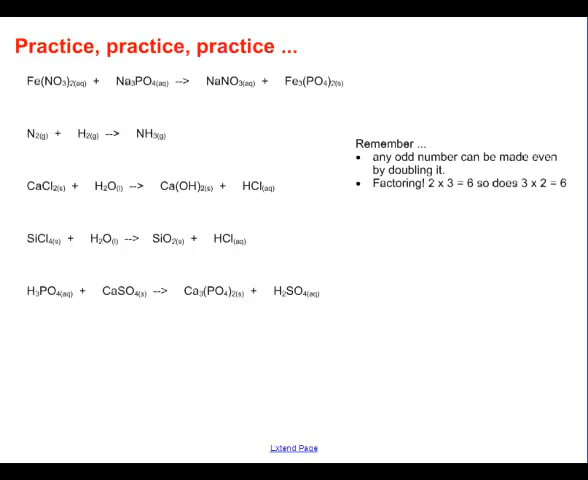 Practice, practice, practice ...
Fe(NO3)2(aq) + Na3PO4(aq) --> NaNO3(aq) + Fe3(PO4)2(s)
N2(g) + H2(g) --> NH3(g)
Remember ...
• any odd number can be made even
by doubling it.
• Factoring! 2 x 3 = 6 so does 3 x 2 = 6
CaCl2(s) + H2O(l) --> Ca(OH)2(s) + HCl(aq)
SiCl4(s) + H2O(l) --> SiO2(s) + HCl(aq)
H3PO4(aq) + CaSO4(s) --> Ca3(PO4)2(s) + H2SO4(aq)
Extend Page